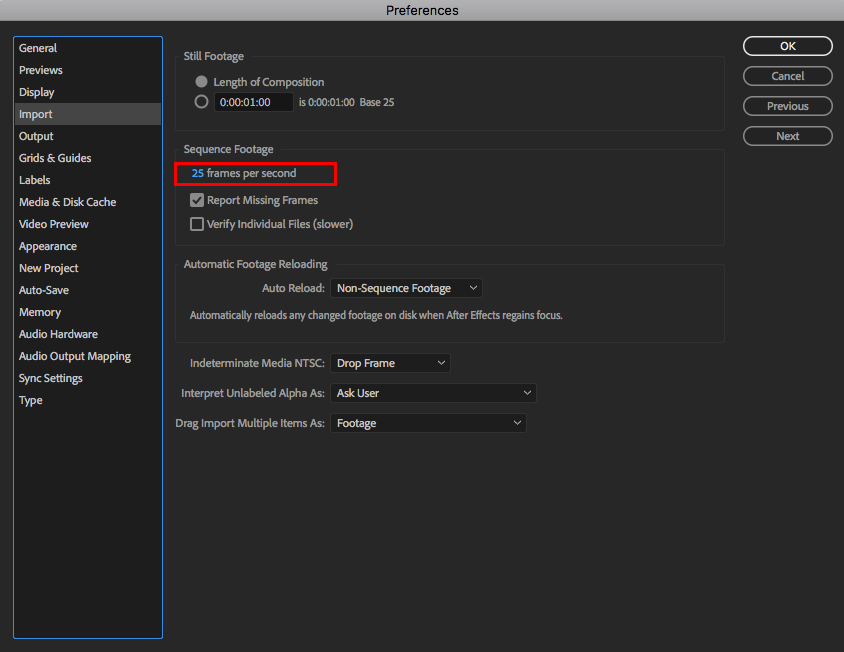 Preferences
General
Previews
Display
Import
Output
Grids & Guides
Labels
Media & Disk Cache
Video Preview
Appearance
New Project
Auto-Save
Memory
Audio Hardware
Audio Output Mapping
Sync Settings
Type
Still Footage
Length of Composition
0:00:01:00 is 0:00:01:00 Base 25
Sequence Footage
25 frames per second
Report Missing Frames
Verify Individual Files (slower)
Automatic Footage Reloading
Auto Reload: Non-Sequence Footage
Automatically reloads any changed footage on disk when After Effects regains focus.
Indeterminate Media NTSC: Drop Frame
Interpret Unlabeled Alpha As: Ask User
Drag Import Multiple Items As: Footage
OK
Cancel
Previous
Next